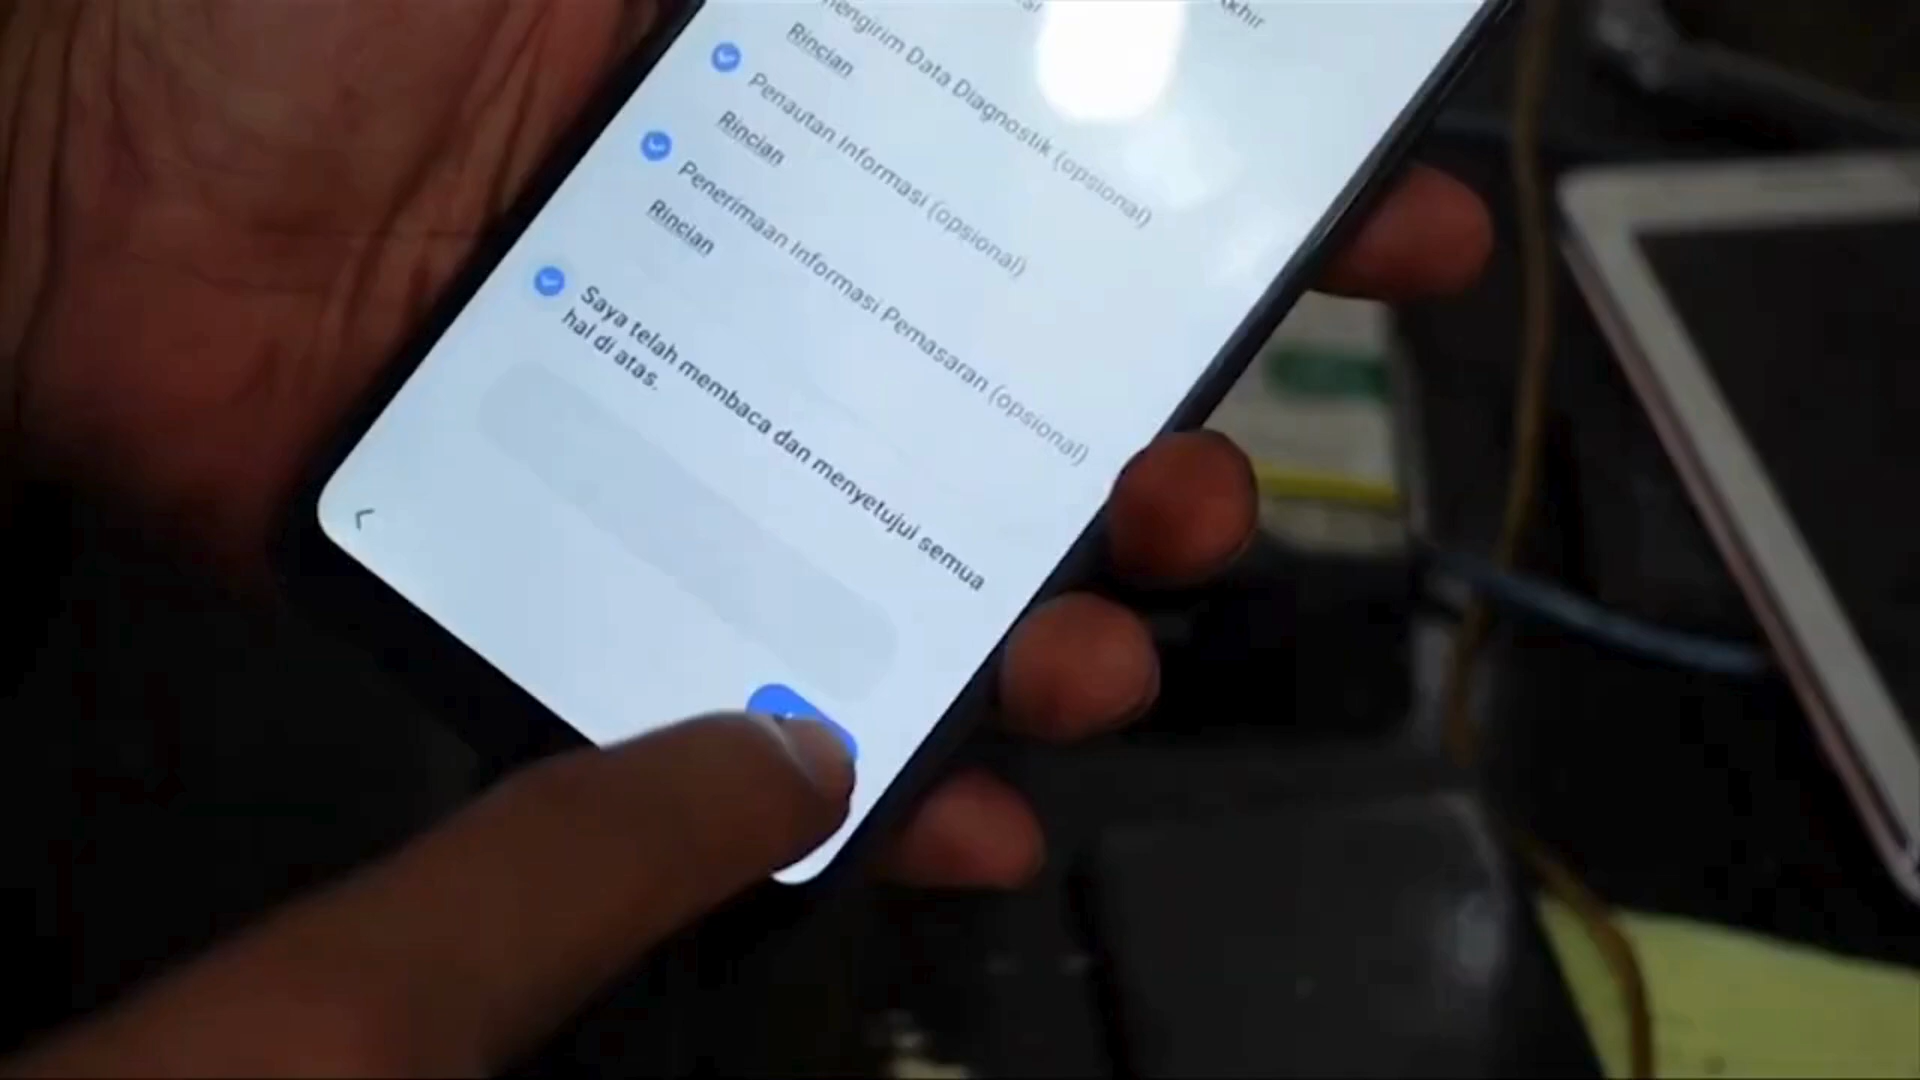 mengirim Data Diagnostik (opsional)
Rincian
Penautan Informasi (opsional)
Rincian
Penerimaan Informasi Pemasaran (opsional)
Rincian
Saya telah membaca dan menyetujui semua
hal di atas.